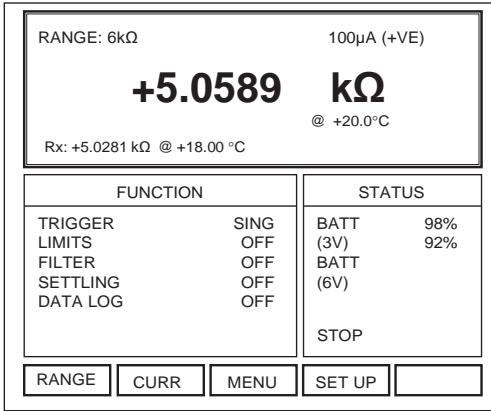 RANGE: 6kΩ 100µA (+VE)
+5.0589 kΩ
@ +20.0°C
Rx: +5.0281 kΩ @ +18.00 °C
FUNCTION
TRIGGER SING
LIMITS OFF
FILTER OFF
SETTLING OFF
DATA LOG OFF
STATUS
BATT 98%
(3V) 92%
BATT
(6V)
STOP
RANGE CURR MENU SET UP